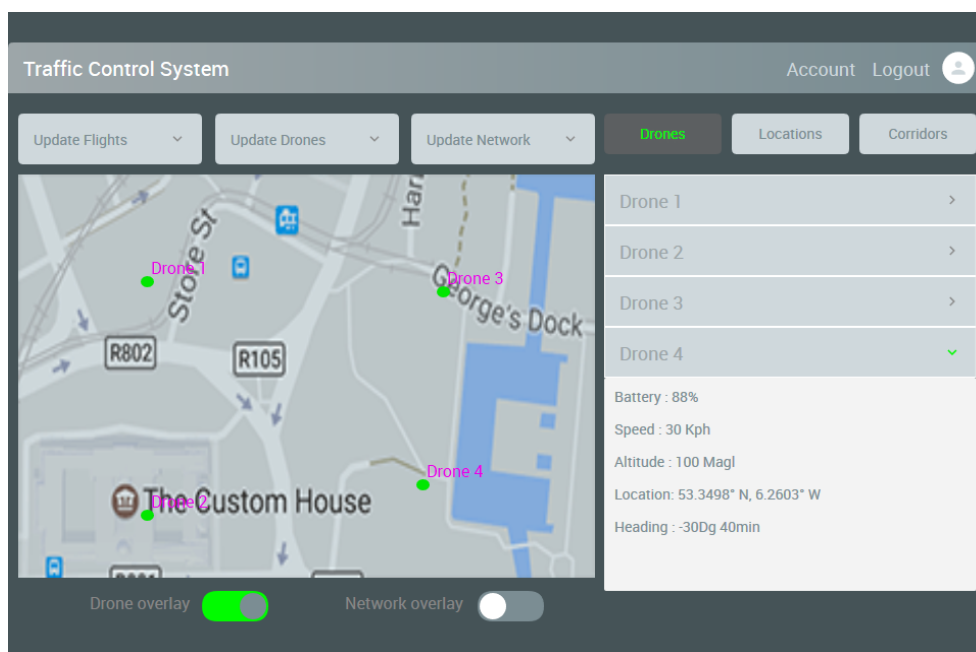 Traffic Control System
Account Logout
Update Flights
Update Drones
Update Network
Drones
Locations
Corridors
Store St
Har
Drone 1
Drone 3
George's Dock
R802
R105
Drone 4
The Custom House
Drone 2
Drone 1
Drone 2
Drone 3
Drone 4
Battery : 88%
Speed : 30 Kph
Altitude : 100 Magl
Location: 53.3498° N, 6.2603° W
Heading : -30Dg 40min
Drone overlay
Network overlay